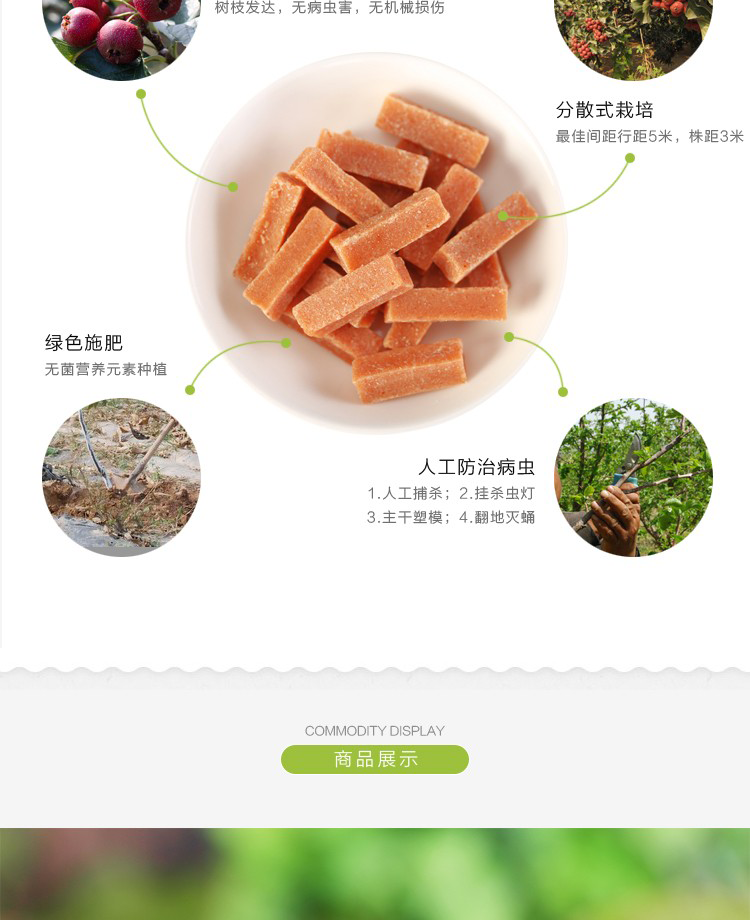 树枝发达，无病虫害，无机械损伤
分散式栽培
最佳间距行距5米，株距3米
绿色施肥
无菌营养元素种植
人工防治病虫
1.人工捕杀；2.挂杀虫灯
3.主干塑模；4.翻地灭蛹
COMMODITY DISPLAY
商品展示